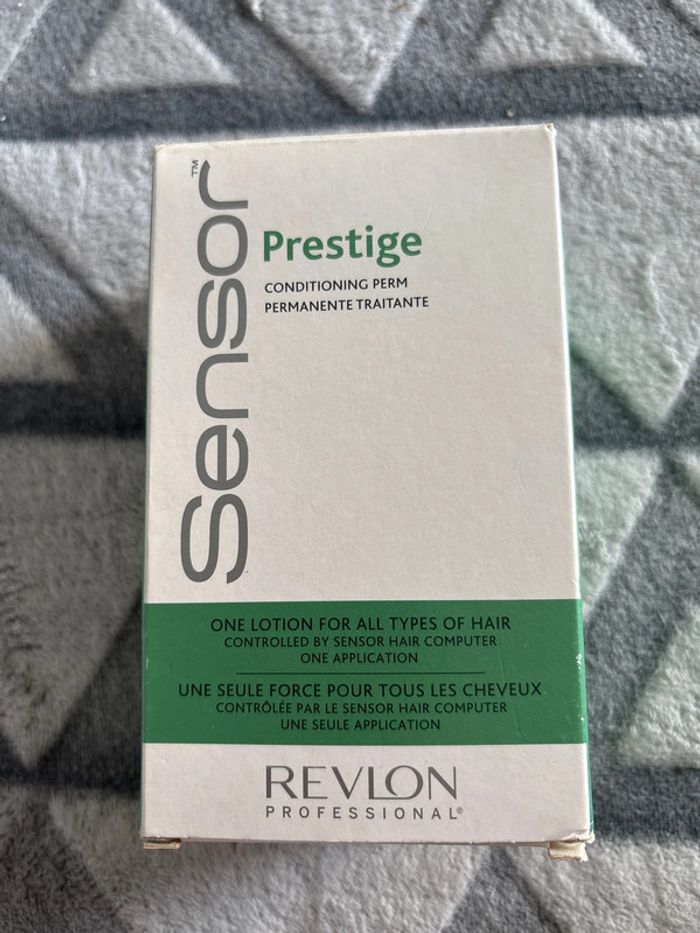 Sensor™
Prestige
CONDITIONING PERM
PERMANENTE TRAITANTE
ONE LOTION FOR ALL TYPES OF HAIR
CONTROLLED BY SENSOR HAIR COMPUTER
ONE APPLICATION
UNE SEULE FORCE POUR TOUS LES CHEVEUX
CONTRÔLÉE PAR LE SENSOR HAIR COMPUTER
UNE SEULE APPLICATION
REVLON
PROFESSIONAL®